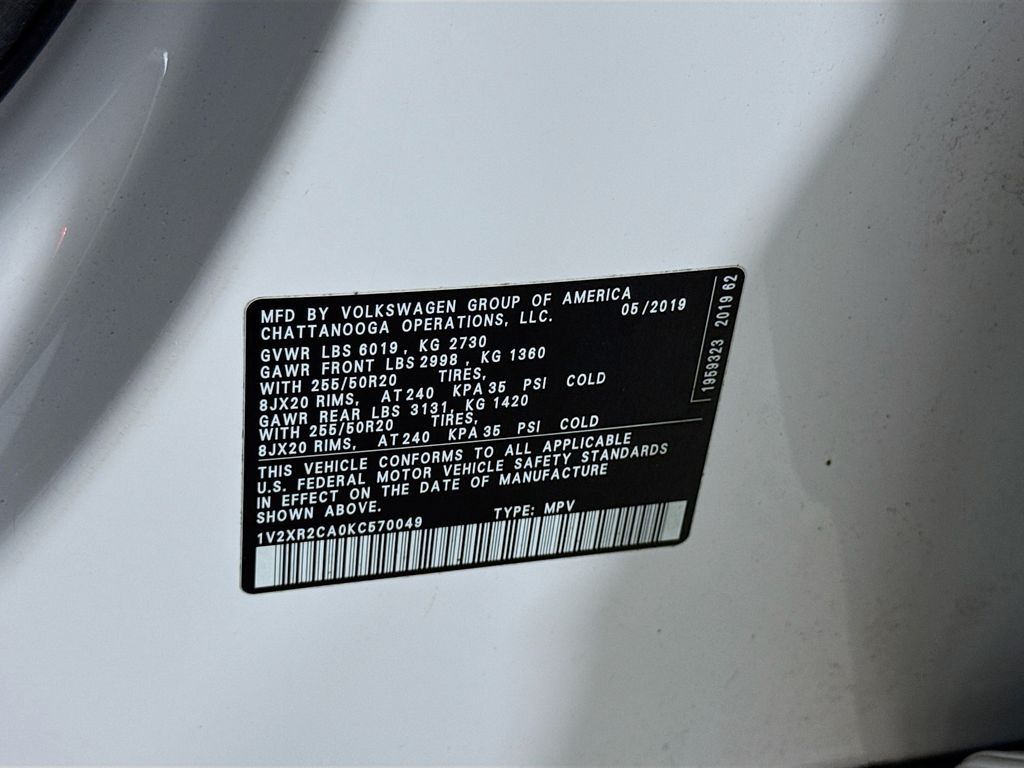 MFD BY VOLKSWAGEN GROUP OF AMERICA
CHATTANOOGA OPERATIONS, LLC. 05/2019
GVWR LBS 6019, KG 2730
GAWR FRONT LBS 2998, KG 1360
WITH 255/50R20 TIRES,
8JX20 RIMS, AT 240 KPA 35 PSI COLD
GAWR REAR LBS 3131, KG 1420
WITH 255/50R20 TIRES,
8JX20 RIMS, AT 240 KPA 35 PSI COLD
THIS VEHICLE CONFORMS TO ALL APPLICABLE
U.S. FEDERAL MOTOR VEHICLE SAFETY STANDARDS
IN EFFECT ON THE DATE OF MANUFACTURE
SHOWN ABOVE.
1V2XR2CA0KC570049 TYPE: MPV
1959323 2019 62